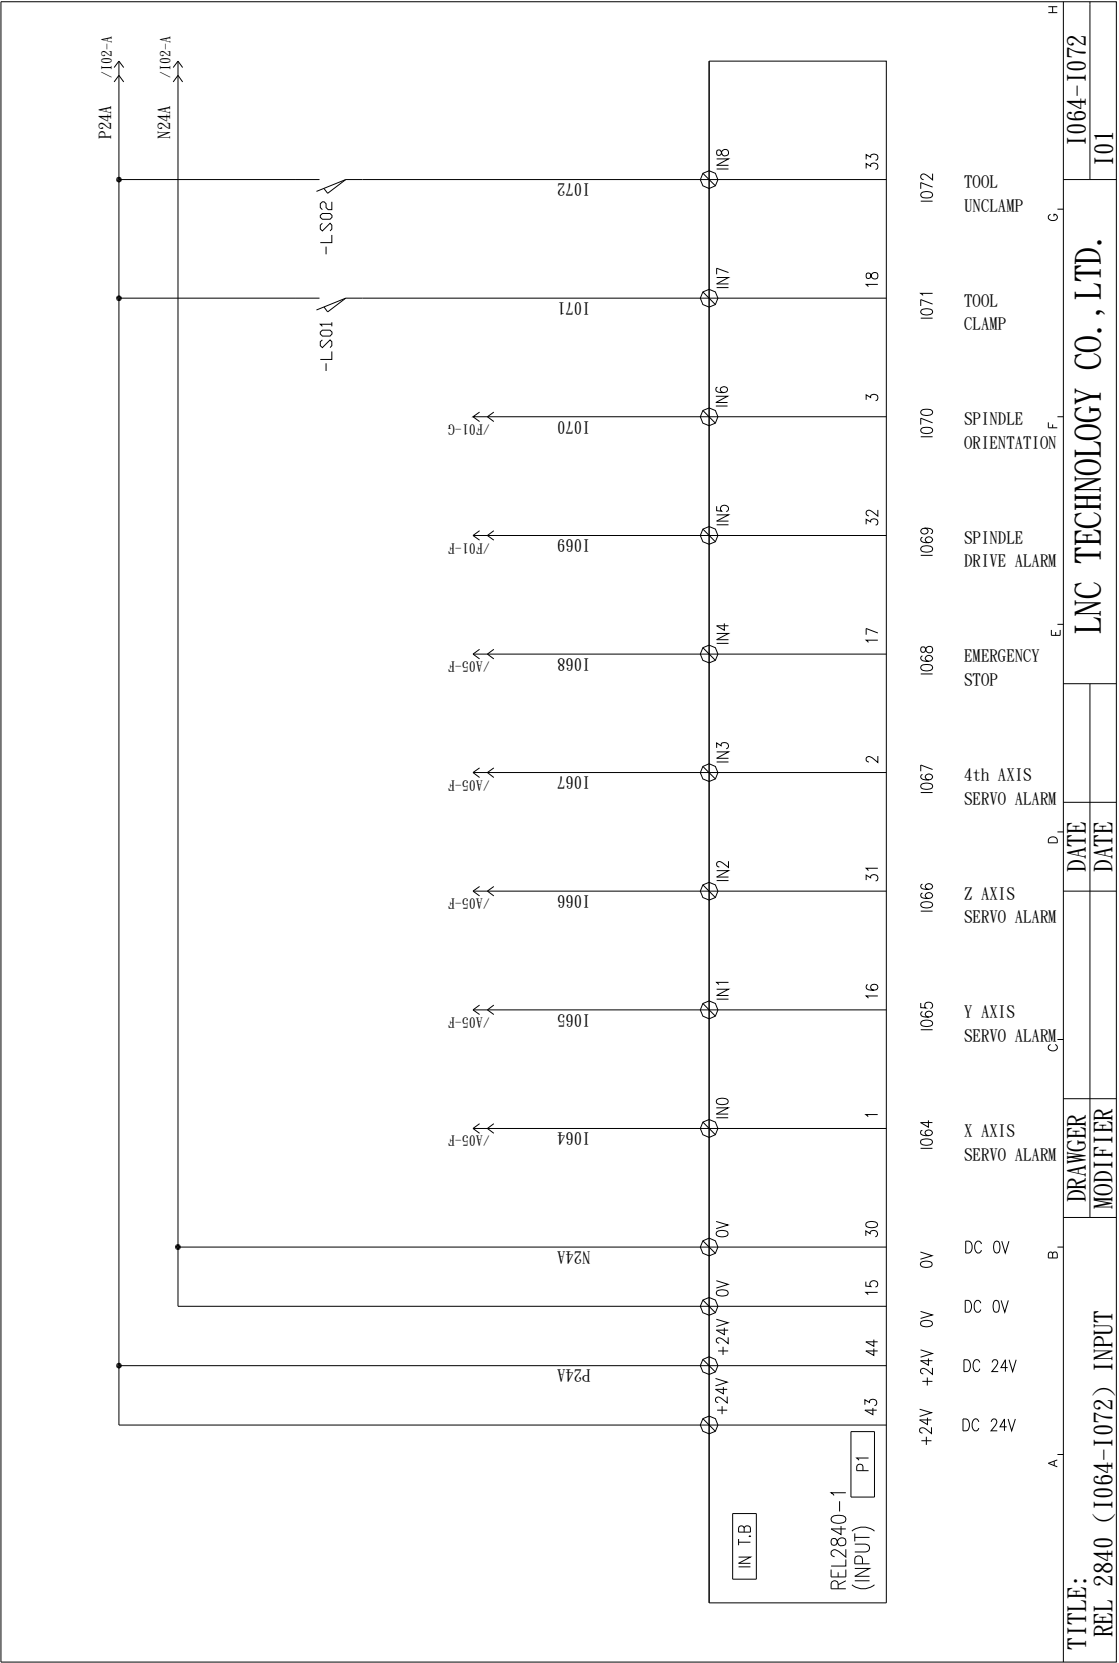 P24A
/I02-A
N24A
/I02-A
-LS01
-LS02
/A05-F
/A05-F
/A05-F
/A05-F
/A05-F
/F01-F
/F01-G
P24A
N24A
I064
I065
I066
I067
I068
I069
I070
I071
I072
+24V
+24V
0V
0V
IN0
IN1
IN2
IN3
IN4
IN5
IN6
IN7
IN8
IN T.B
REL2840-1
(INPUT)
P1
43
44
15
30
1
16
31
2
17
32
3
18
33
+24V
+24V
0V
0V
I064
I065
I066
I067
I068
I069
I070
I071
I072
DC 24V
DC 24V
DC 0V
DC 0V
X AXIS
SERVO ALARM
Y AXIS
SERVO ALARM
Z AXIS
SERVO ALARM
4th AXIS
SERVO ALARM
EMERGENCY
STOP
SPINDLE
DRIVE ALARM
SPINDLE
ORIENTATION
TOOL
CLAMP
TOOL
UNCLAMP
A
B
C
D
E
F
G
H
TITLE:
REL 2840 (I064-I072) INPUT
DRAWGER
MODIFIER
DATE
DATE
LNC TECHNOLOGY CO.,LTD.
I064-I072
I01